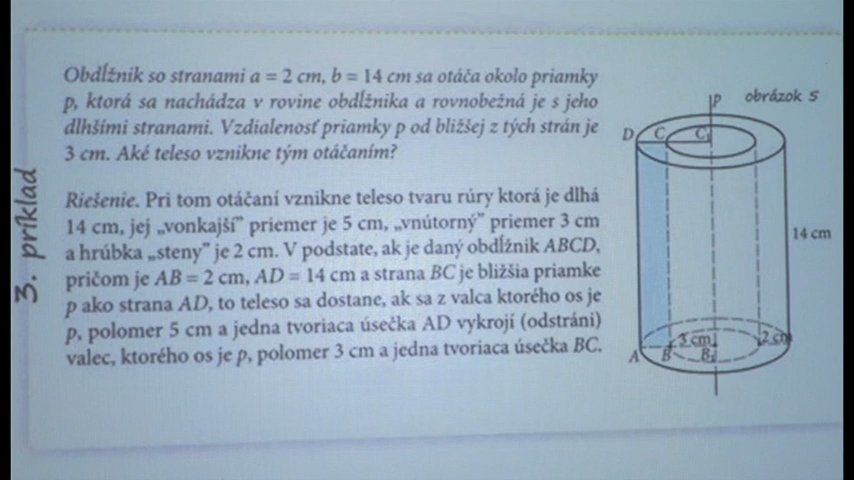 3. príklad
Obdĺžnik so stranami a = 2 cm, b = 14 cm sa otáča okolo priamky
p, ktorá sa nachádza v rovine obdĺžnika a rovnobežná je s jeho
dlhšími stranami. Vzdialenosť priamky p od bližšej z tých strán je
3 cm. Aké teleso vznikne tým otáčaním?
Riešenie. Pri tom otáčaní vznikne teleso tvaru rúry ktorá je dlhá
14 cm, jej „vonkajší” priemer je 5 cm, „vnútorný” priemer 3 cm
a hrúbka „steny” je 2 cm. V podstate, ak je daný obdĺžnik ABCD,
pričom je AB = 2 cm, AD = 14 cm a strana BC je bližšia priamke
p ako strana AD, to teleso sa dostane, ak sa z valca ktorého os je
p, polomer 5 cm a jedna tvoriaca úsečka AD vykrojí (odstráni)
valec, ktorého os je p, polomer 3 cm a jedna tvoriaca úsečka BC.
p obrázok 5
D C C₁
14 cm
3 cm 2 cm
A B B₁